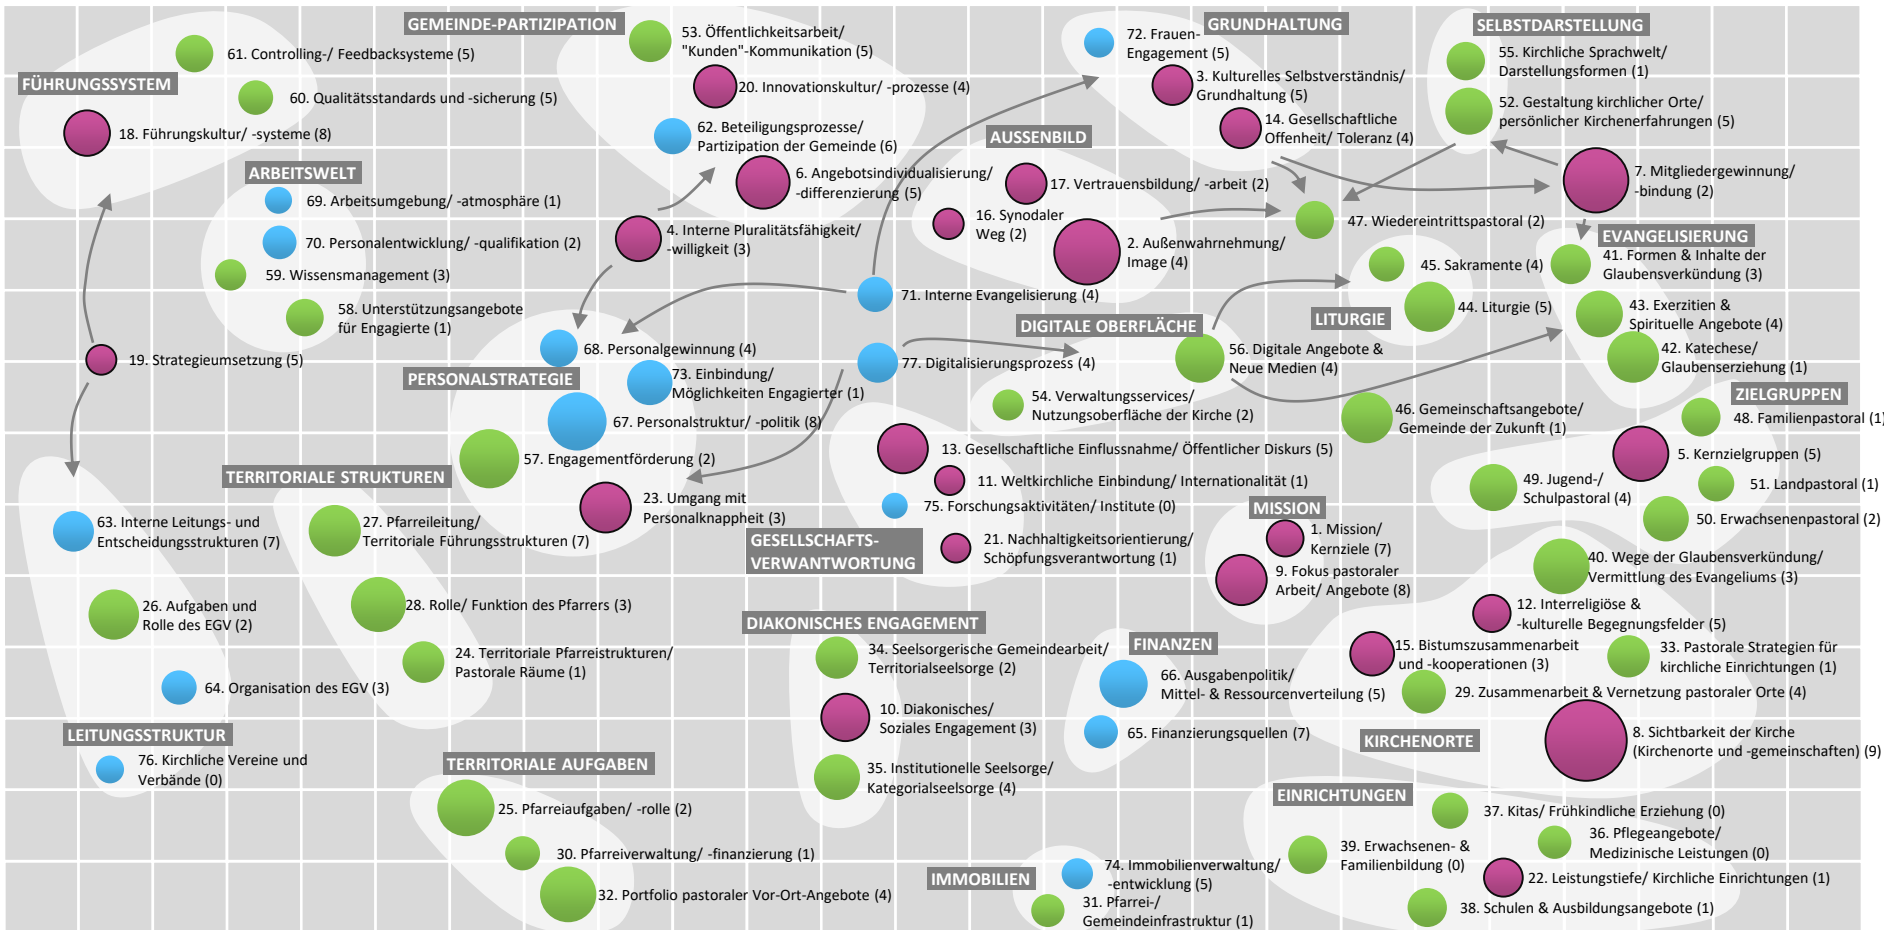 FÜHRUNGSSYSTEM
61. Controlling-/ Feedbacksysteme (5)
60. Qualitätsstandards und -sicherung (5)
18. Führungskultur/ -systeme (8)
GEMEINDE-PARTIZIPATION
53. Öffentlichkeitsarbeit/
"Kunden"-Kommunikation (5)
20. Innovationskultur/ -prozesse (4)
62. Beteiligungsprozesse/
Partizipation der Gemeinde (6)
6. Angebotsindividualisierung/
-differenzierung (5)
GRUNDHALTUNG
72. Frauen-
Engagement (5)
3. Kulturelles Selbstverständnis/
Grundhaltung (5)
14. Gesellschaftliche
Offenheit/ Toleranz (4)
SELBSTDARSTELLUNG
55. Kirchliche Sprachwelt/
Darstellungsformen (1)
52. Gestaltung kirchlicher Orte/
persönlicher Kirchenerfahrungen (5)
7. Mitgliedergewinnung/
-bindung (2)
AUSSENBILD
17. Vertrauensbildung/ -arbeit (2)
16. Synodaler
Weg (2)
2. Außenwahrnehmung/
Image (4)
47. Wiedereintrittspastoral (2)
ARBEITSWELT
69. Arbeitsumgebung/ -atmosphäre (1)
70. Personalentwicklung/ -qualifikation (2)
59. Wissensmanagement (3)
58. Unterstützungsangebote
für Engagierte (1)
4. Interne Pluralitätsfähigkeit/
-willigkeit (3)
71. Interne Evangelisierung (4)
EVANGELISIERUNG
41. Formen & Inhalte der
Glaubensverkündung (3)
43. Exerzitien &
Spirituelle Angebote (4)
42. Katechese/
Glaubenserziehung (1)
45. Sakramente (4)
44. Liturgie (5)
LITURGIE
19. Strategieumsetzung (5)
68. Personalgewinnung (4)
PERSONALSTRATEGIE
73. Einbindung/
Möglichkeiten Engagierter (1)
67. Personalstruktur/ -politik (8)
57. Engagementförderung (2)
23. Umgang mit
Personalknappheit (3)
77. Digitalisierungsprozess (4)
DIGITALE OBERFLÄCHE
56. Digitale Angebote &
Neue Medien (4)
54. Verwaltungsservices/
Nutzungsoberfläche der Kirche (2)
46. Gemeinschaftsangebote/
Gemeinde der Zukunft (1)
ZIELGRUPPEN
48. Familienpastoral (1)
5. Kernzielgruppen (5)
51. Landpastoral (1)
49. Jugend-/
Schulpastoral (4)
50. Erwachsenenpastoral (2)
13. Gesellschaftliche Einflussnahme/ Öffentlicher Diskurs (5)
11. Weltkirchliche Einbindung/ Internationalität (1)
75. Forschungsaktivitäten/ Institute (0)
GESELLSCHAFTS-
VERWANTWORTUNG
21. Nachhaltigkeitsorientierung/
Schöpfungsverantwortung (1)
MISSION
1. Mission/
Kernziele (7)
9. Fokus pastoraler
Arbeit/ Angebote (8)
TERRITORIALE STRUKTUREN
27. Pfarreileitung/
Territoriale Führungsstrukturen (7)
28. Rolle/ Funktion des Pfarrers (3)
24. Territoriale Pfarreistrukturen/
Pastorale Räume (1)
63. Interne Leitungs- und
Entscheidungsstrukturen (7)
26. Aufgaben und
Rolle des EGV (2)
64. Organisation des EGV (3)
LEITUNGSSTRUKTUR
76. Kirchliche Vereine und
Verbände (0)
DIAKONISCHES ENGAGEMENT
34. Seelsorgerische Gemeindearbeit/
Territorialseelsorge (2)
10. Diakonisches/
Soziales Engagement (3)
35. Institutionelle Seelsorge/
Kategorialseelsorge (4)
FINANZEN
66. Ausgabenpolitik/
Mittel- & Ressourcenverteilung (5)
65. Finanzierungsquellen (7)
40. Wege der Glaubensverkündung/
Vermittlung des Evangeliums (3)
12. Interreligiöse &
-kulturelle Begegnungsfelder (5)
15. Bistumszusammenarbeit
und -kooperationen (3)
33. Pastorale Strategien für
kirchliche Einrichtungen (1)
29. Zusammenarbeit & Vernetzung pastoraler Orte (4)
KIRCHENORTE
8. Sichtbarkeit der Kirche
(Kirchenorte und -gemeinschaften) (9)
TERRITORIALE AUFGABEN
25. Pfarreiaufgaben/ -rolle (2)
30. Pfarreiverwaltung/ -finanzierung (1)
32. Portfolio pastoraler Vor-Ort-Angebote (4)
IMMOBILIEN
74. Immobilienverwaltung/
-entwicklung (5)
31. Pfarrei-/
Gemeindeinfrastruktur (1)
EINRICHTUNGEN
37. Kitas/ Frühkindliche Erziehung (0)
36. Pflegeangebote/
Medizinische Leistungen (0)
39. Erwachsenen- &
Familienbildung (0)
22. Leistungstiefe/ Kirchliche Einrichtungen (1)
38. Schulen & Ausbildungsangebote (1)